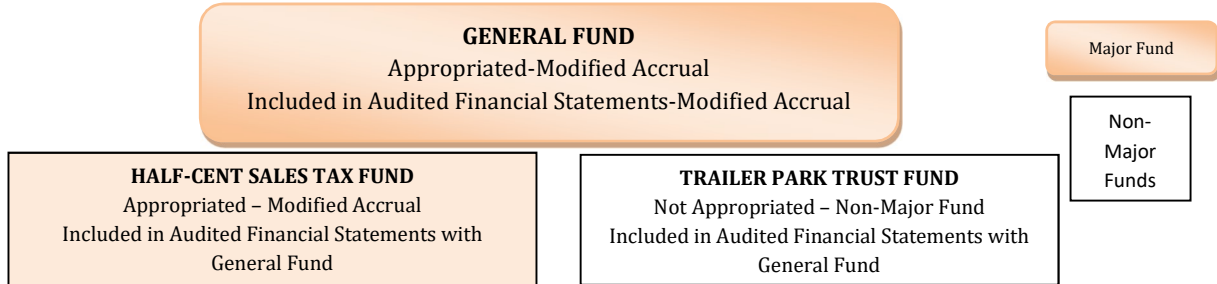 GENERAL FUND
Appropriated-Modified Accrual
Included in Audited Financial Statements-Modified Accrual
Major Fund
Non-
Major
Funds
HALF-CENT SALES TAX FUND
Appropriated – Modified Accrual
Included in Audited Financial Statements with
General Fund
TRAILER PARK TRUST FUND
Not Appropriated – Non-Major Fund
Included in Audited Financial Statements with
General Fund